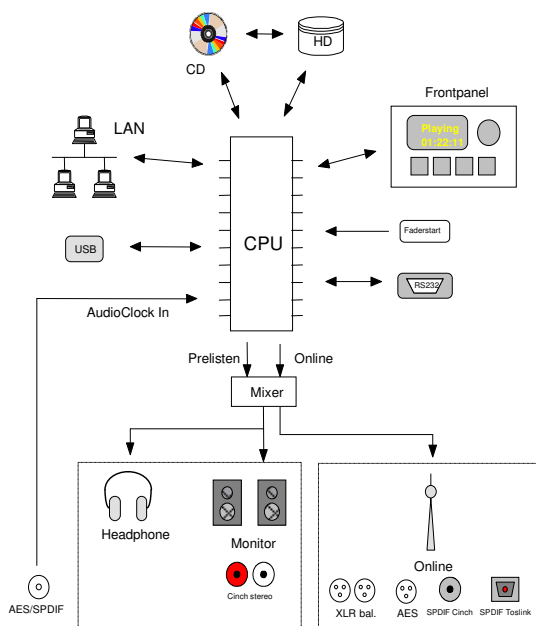 HD
CD
Frontpanel
LAN
Playing
01:22:11
CPU
Faderstart
USB
RS232
AudioClock In
Prelisten
Online
Mixer
Headphone
Monitor
Online
Cinch stereo
AES/SPDIF
XLR bal.
AES
SPDIF Cinch
SPDIF Toslink